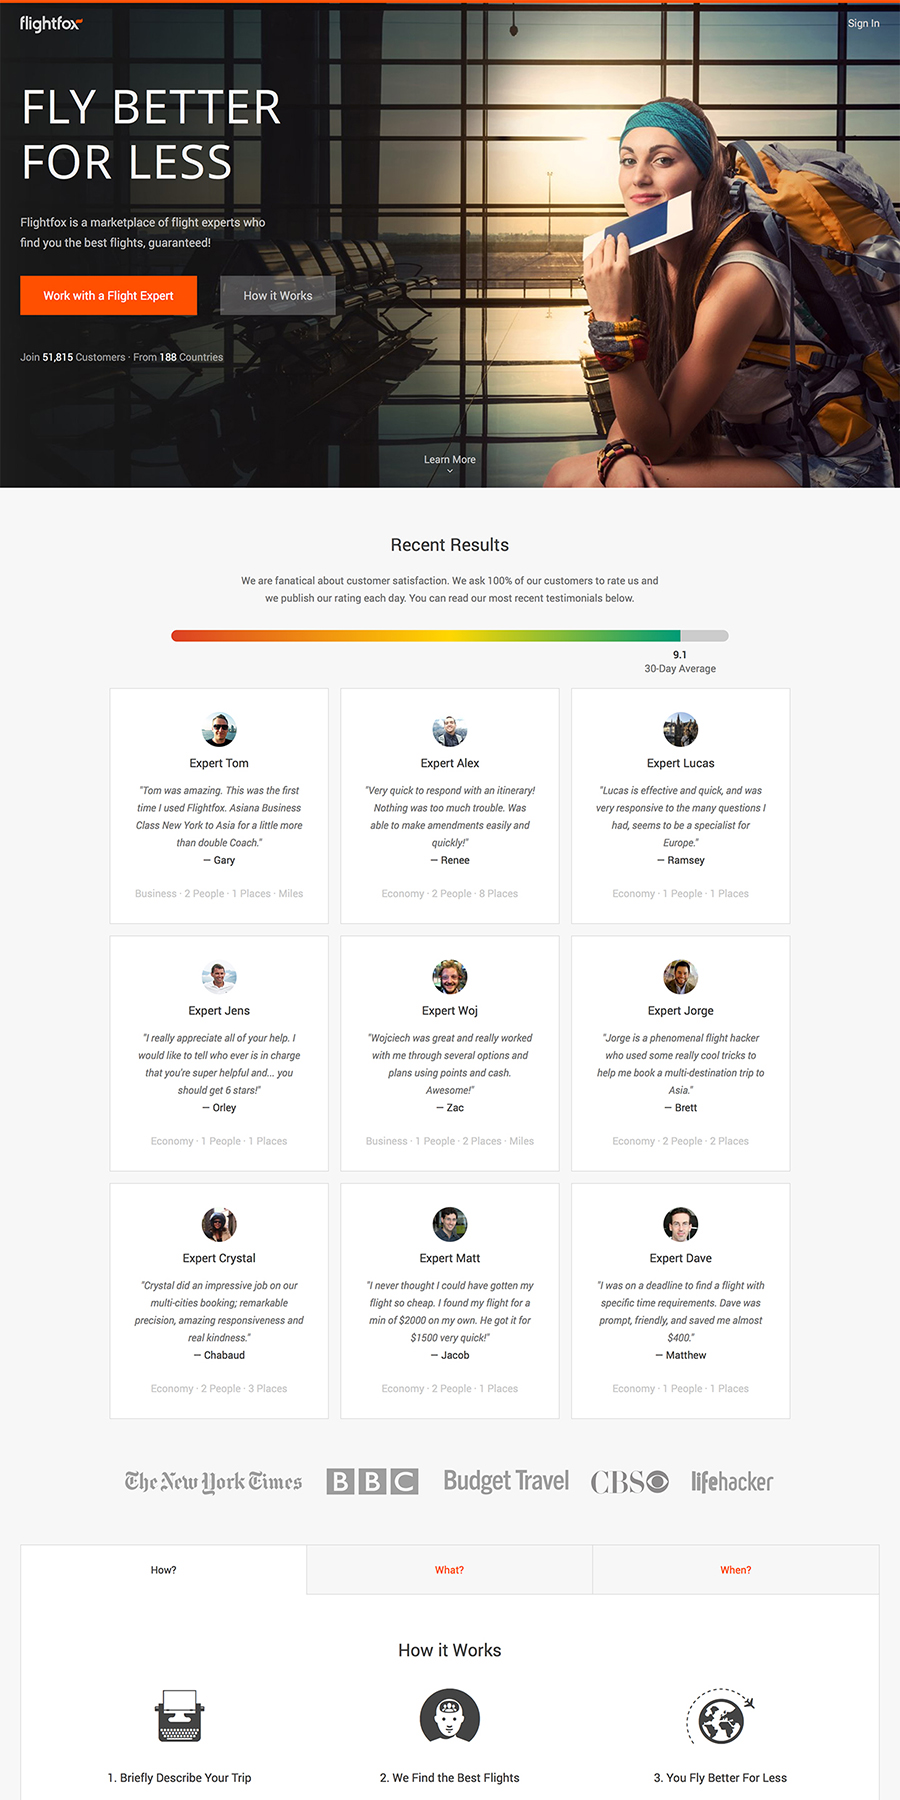 flightfox
Sign In
FLY BETTER
FOR LESS
Flightfox is a marketplace of flight experts who
find you the best flights, guaranteed!
Work with a Flight Expert
How it Works
Join 51,815 Customers · From 188 Countries
Learn More
Recent Results
We are fanatical about customer satisfaction. We ask 100% of our customers to rate us and
we publish our rating each day. You can read our most recent testimonials below.
9.1
30-Day Average
Expert Tom
"Tom was amazing. This was the first
time I used Flightfox. Asiana Business
Class New York to Asia for a little more
than double Coach."
— Gary
Business · 2 People · 1 Places · Miles
Expert Alex
"Very quick to respond with an itinerary!
Nothing was too much trouble. Was
able to make amendments easily and
quickly!"
— Renee
Economy · 2 People · 8 Places
Expert Lucas
"Lucas is effective and quick, and was
very responsive to the many questions I
had, seems to be a specialist for
Europe."
— Ramsey
Economy · 1 People · 1 Places
Expert Jens
"I really appreciate all of your help. I
would like to tell who ever is in charge
that you're super helpful and... you
should get 6 stars!"
— Orley
Economy · 1 People · 1 Places
Expert Woj
"Wojciech was great and really worked
with me through several options and
plans using points and cash.
Awesome!"
— Zac
Business · 1 People · 2 Places · Miles
Expert Jorge
"Jorge is a phenomenal flight hacker
who used some really cool tricks to
help me book a multi-destination trip to
Asia."
— Brett
Economy · 2 People · 2 Places
Expert Crystal
"Crystal did an impressive job on our
multi-cities booking; remarkable
precision, amazing responsiveness and
real kindness."
— Chabaud
Economy · 2 People · 3 Places
Expert Matt
"I never thought I could have gotten my
flight so cheap. I found my flight for a
min of $2000 on my own. He got it for
$1500 very quick!"
— Jacob
Economy · 2 People · 1 Places
Expert Dave
"I was on a deadline to find a flight with
specific time requirements. Dave was
prompt, friendly, and saved me almost
$400."
— Matthew
Economy · 1 People · 1 Places
The New York Times
BBC
Budget Travel
CBS
lifehacker
How?
What?
When?
How it Works
1. Briefly Describe Your Trip
2. We Find the Best Flights
3. You Fly Better For Less